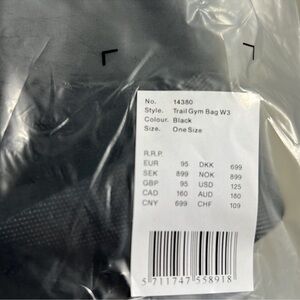 No. 14380
Style. Trail Gym Bag W3
Colour. Black
Size. One Size
R.R.P.
EUR 95 DKK 699
SEK 899 NOK 899
GBP 95 USD 125
CAD 160 AUD 180
CNY 699 CHF 109
5 711747 558918